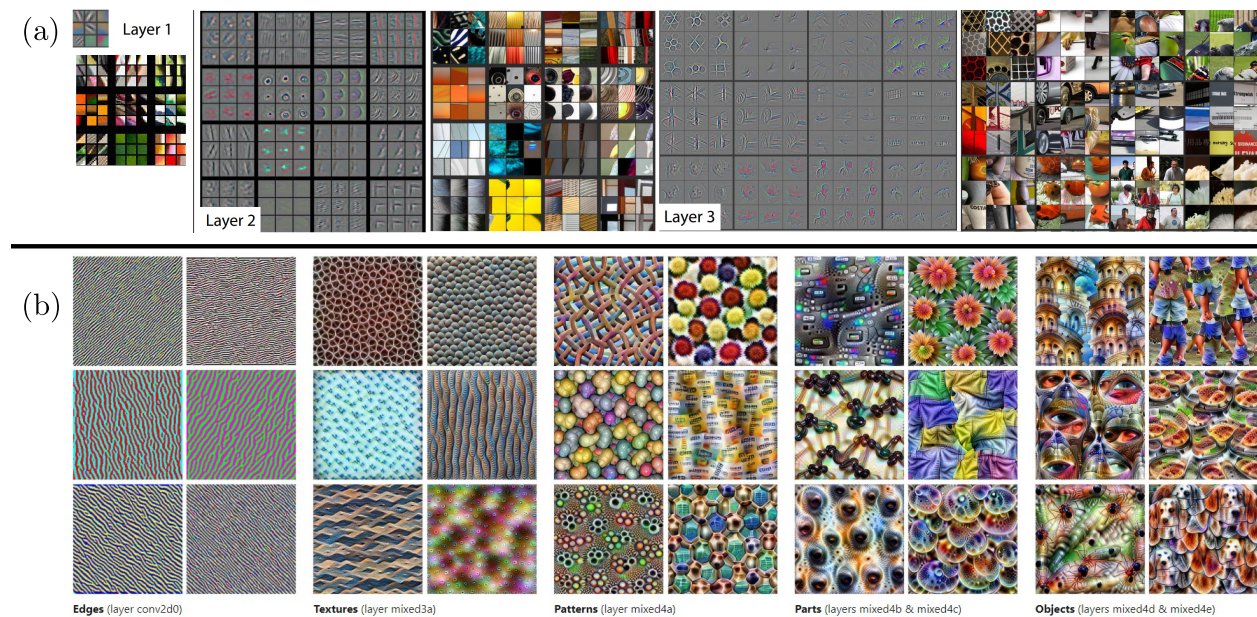 (a)
Layer 1
Layer 2
Layer 3
(b)
Edges (layer conv2d0)
Textures (layer mixed3a)
Patterns (layer mixed4a)
Parts (layers mixed4b & mixed4c)
Objects (layers mixed4d & mixed4e)